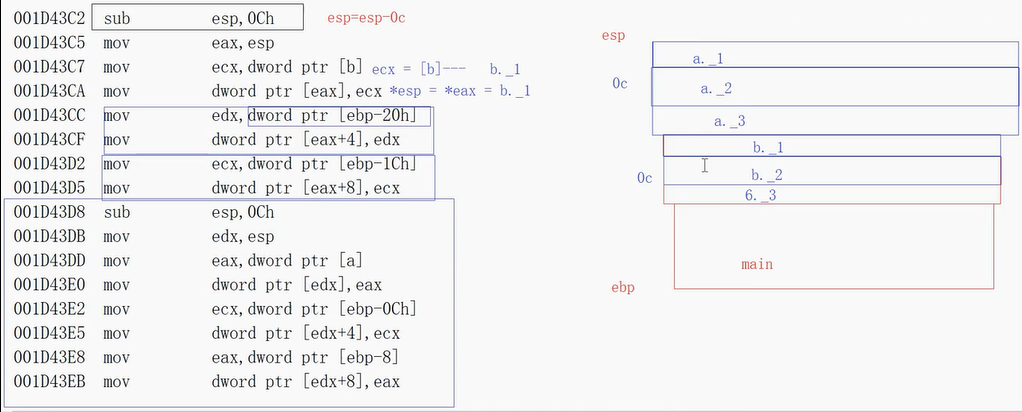 001D43C2 sub esp,0Ch esp=esp-0c
001D43C5 mov eax,esp
001D43C7 mov ecx,dword ptr [b] ecx = [b]--- b._1
001D43CA mov dword ptr [eax],ecx *esp = *eax = b._1
001D43CC mov edx,dword ptr [ebp-20h]
001D43CF mov dword ptr [eax+4],edx
001D43D2 mov ecx,dword ptr [ebp-1Ch]
001D43D5 mov dword ptr [eax+8],ecx
001D43D8 sub esp,0Ch
001D43DB mov edx,esp
001D43DD mov eax,dword ptr [a]
001D43E0 mov dword ptr [edx],eax
001D43E2 mov ecx,dword ptr [ebp-0Ch]
001D43E5 mov dword ptr [edx+4],ecx
001D43E8 mov eax,dword ptr [ebp-8]
001D43EB mov dword ptr [edx+8],eax
esp
a._1
0c
a._2
a._3
b._1
0c
b._2
6._3
main
ebp